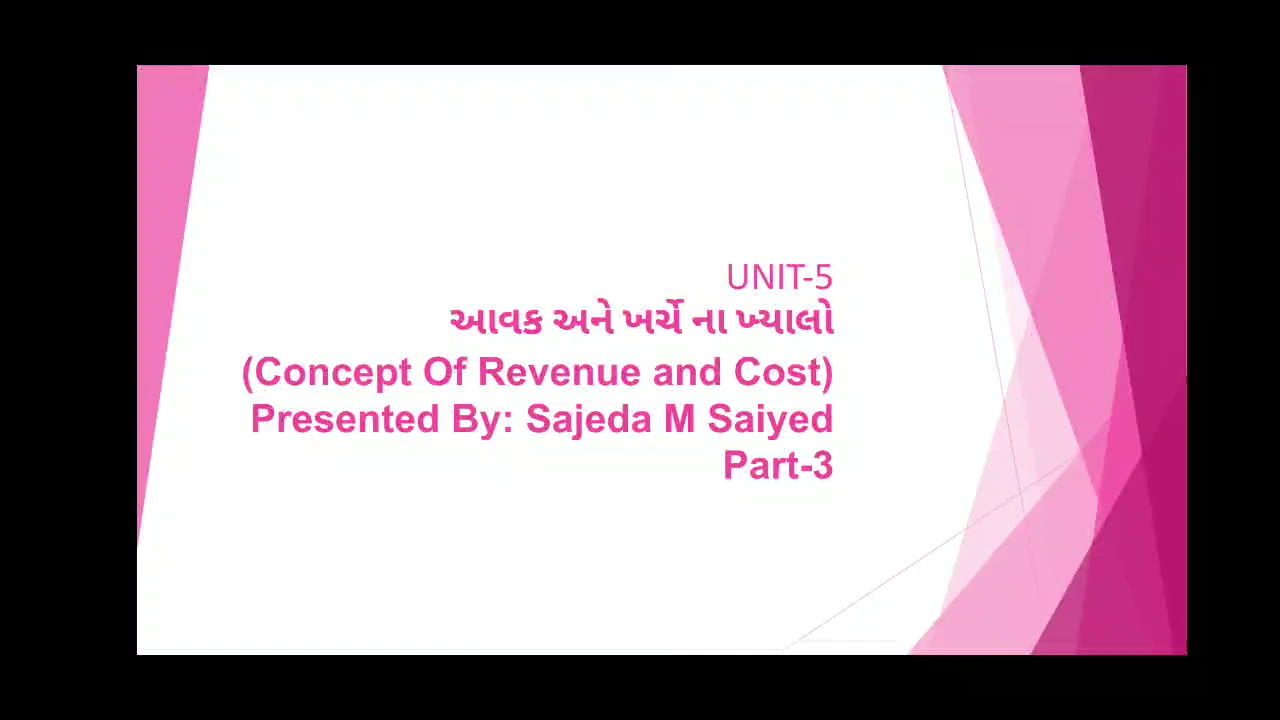 UNIT-5
આવક અને ખર્ચે ના ખ્યાલો
(Concept Of Revenue and Cost)
Presented By: Sajeda M Saiyed
Part-3